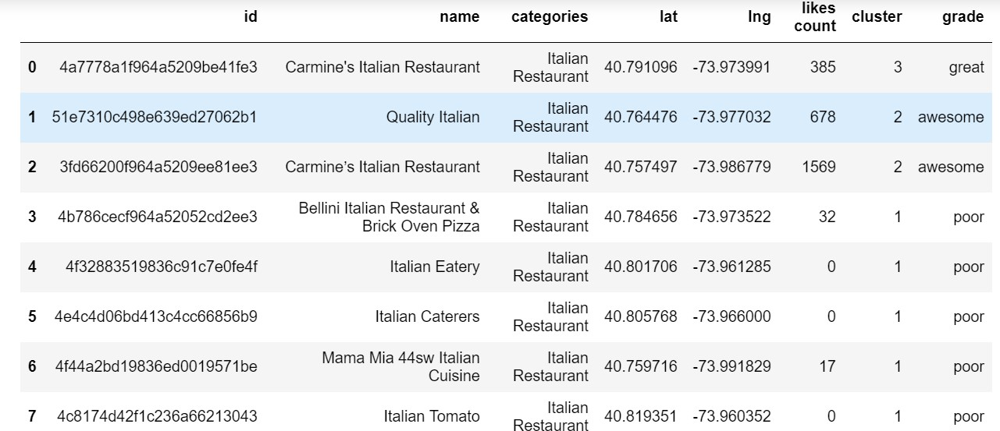 id name categories lat lng likes count cluster grade
0 4a7778a1f964a5209be41fe3 Carmine's Italian Restaurant Italian Restaurant 40.791096 -73.973991 385 3 great
1 51e7310c498e639ed27062b1 Quality Italian Italian Restaurant 40.764476 -73.977032 678 2 awesome
2 3fd66200f964a5209ee81ee3 Carmine’s Italian Restaurant Italian Restaurant 40.757497 -73.986779 1569 2 awesome
3 4b786cecf964a52052cd2ee3 Bellini Italian Restaurant & Brick Oven Pizza Italian Restaurant 40.784656 -73.973522 32 1 poor
4 4f32883519836c91c7e0fe4f Italian Eatery Italian Restaurant 40.801706 -73.961285 0 1 poor
5 4e4c4d06bd413c4cc66856b9 Italian Caterers Italian Restaurant 40.805768 -73.966000 0 1 poor
6 4f44a2bd19836ed0019571be Mama Mia 44sw Italian Cuisine Italian Restaurant 40.759716 -73.991829 17 1 poor
7 4c8174d42f1c236a66213043 Italian Tomato Italian Restaurant 40.819351 -73.960352 0 1 poor